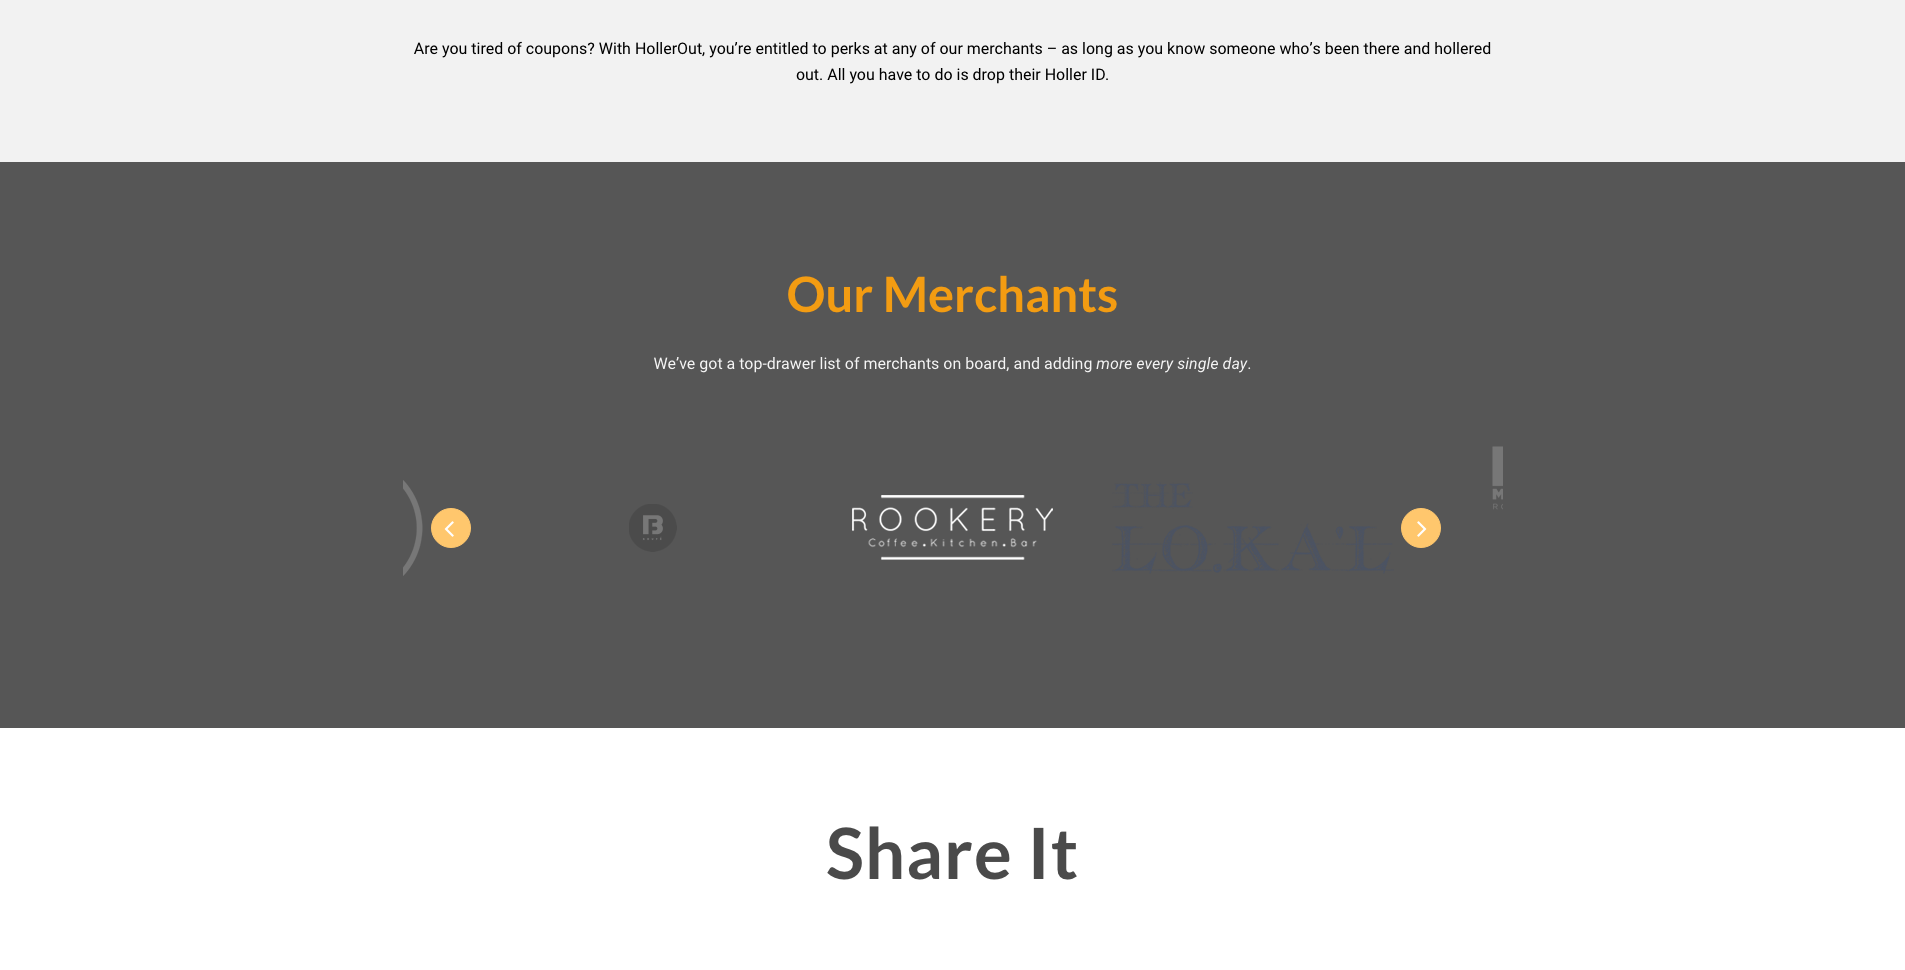 Are you tired of coupons? With HollerOut, you’re entitled to perks at any of our merchants – as long as you know someone who’s been there and hollered
out. All you have to do is drop their Holler ID.
Our Merchants
We’ve got a top-drawer list of merchants on board, and adding more every single day.
B
ROOKERY
Coffee.Kitchen.Bar
THE
LO.KA'L
M
Share It